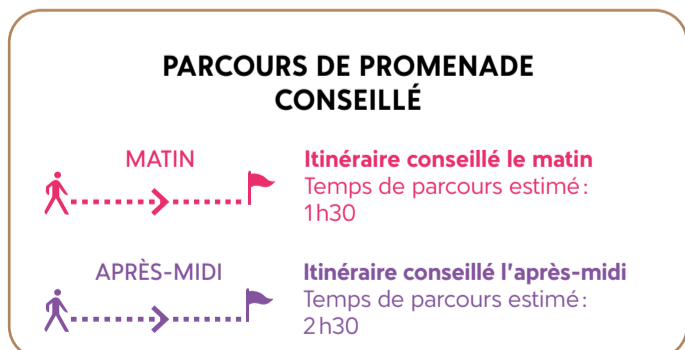 PARCOURS DE PROMENADE
CONSEILLÉ
MATIN
Itinéraire conseillé le matin
Temps de parcours estimé :
1h30
APRÈS-MIDI
Itinéraire conseillé l’après-midi
Temps de parcours estimé :
2h30